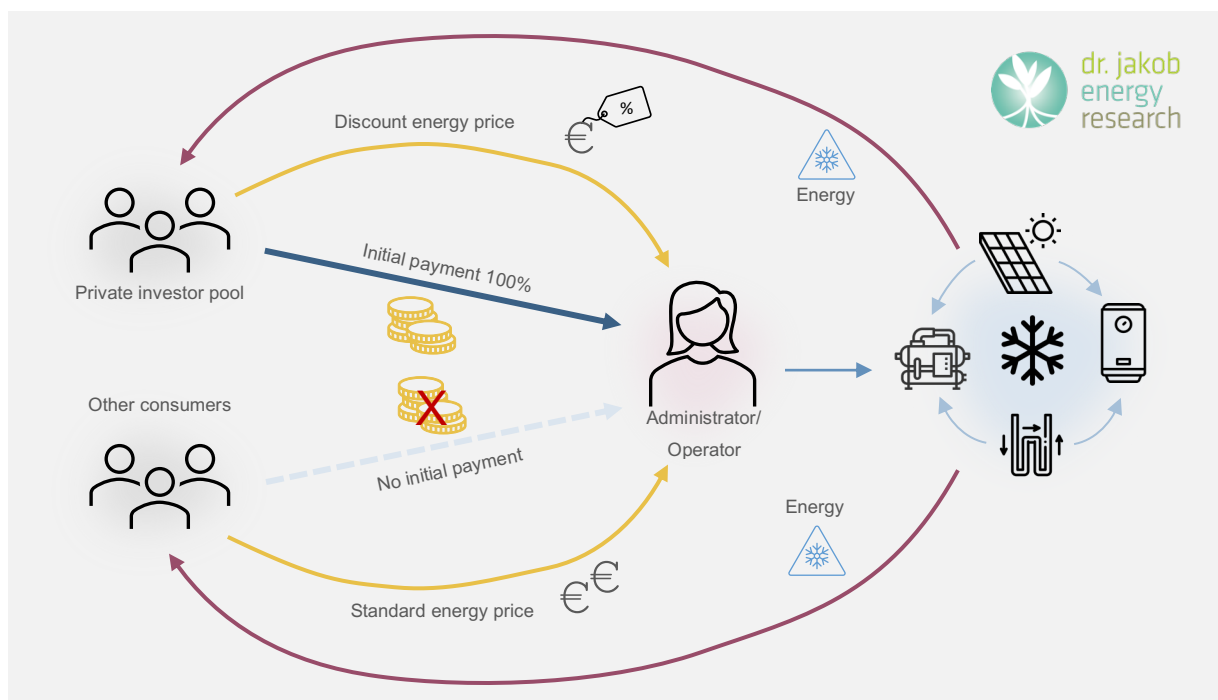 dr. jakob
energy
research
Discount energy price
%
€
Energy
Initial payment 100%
Private investor pool
Other consumers
X
Administrator/
Operator
No initial payment
Energy
€€
Standard energy price